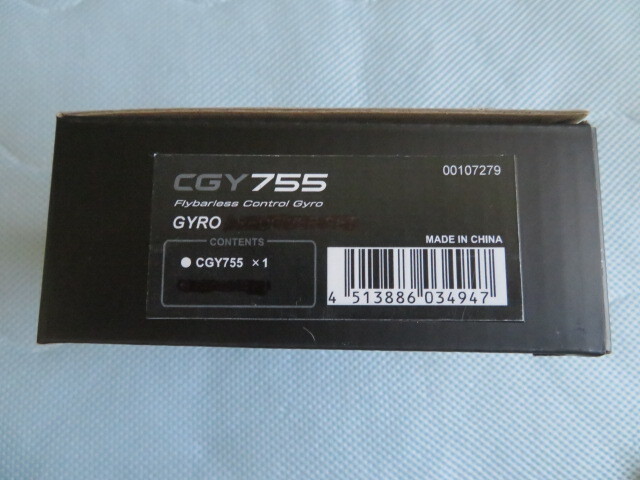 CGY755
00107279
Flybarless Control Gyro
GYRO
MADE IN CHINA
CONTENTS
● CGY755 ×1
4 513886 034947